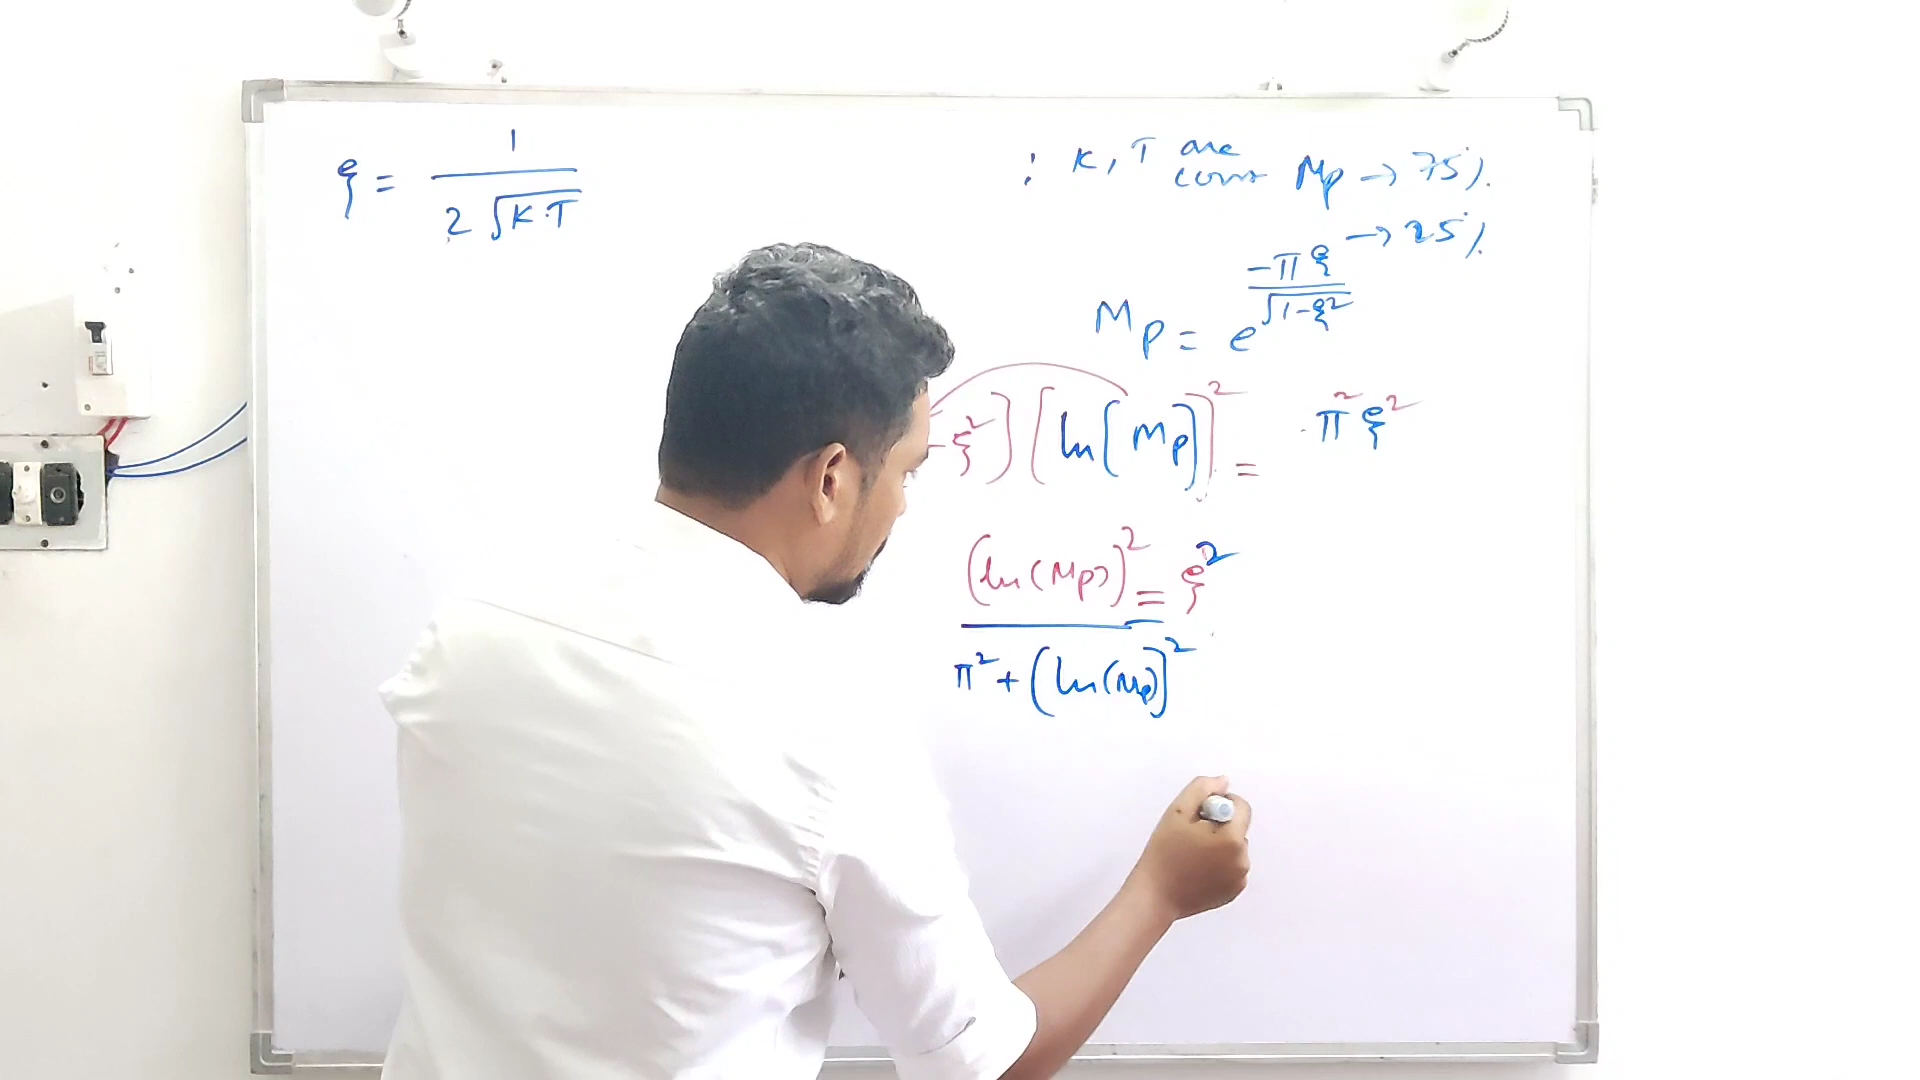 ξ = 1 / 2 √K·T
: K, T are const Mp → 75%.
→ 25%.
Mp = e^(-πξ / √1-ξ²)
-ξ²] [ln[Mp]]² = π²ξ²
(ln(Mp))² / π² + (ln(Mp))² = ξ²